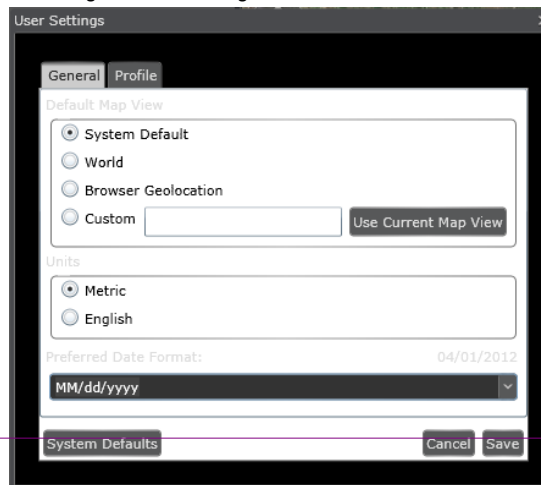 User Settings
General Profile
Default Map View
System Default
World
Browser Geolocation
Custom Use Current Map View
Units
Metric
English
Preferred Date Format: 04/01/2012
MM/dd/yyyy
System Defaults Cancel Save